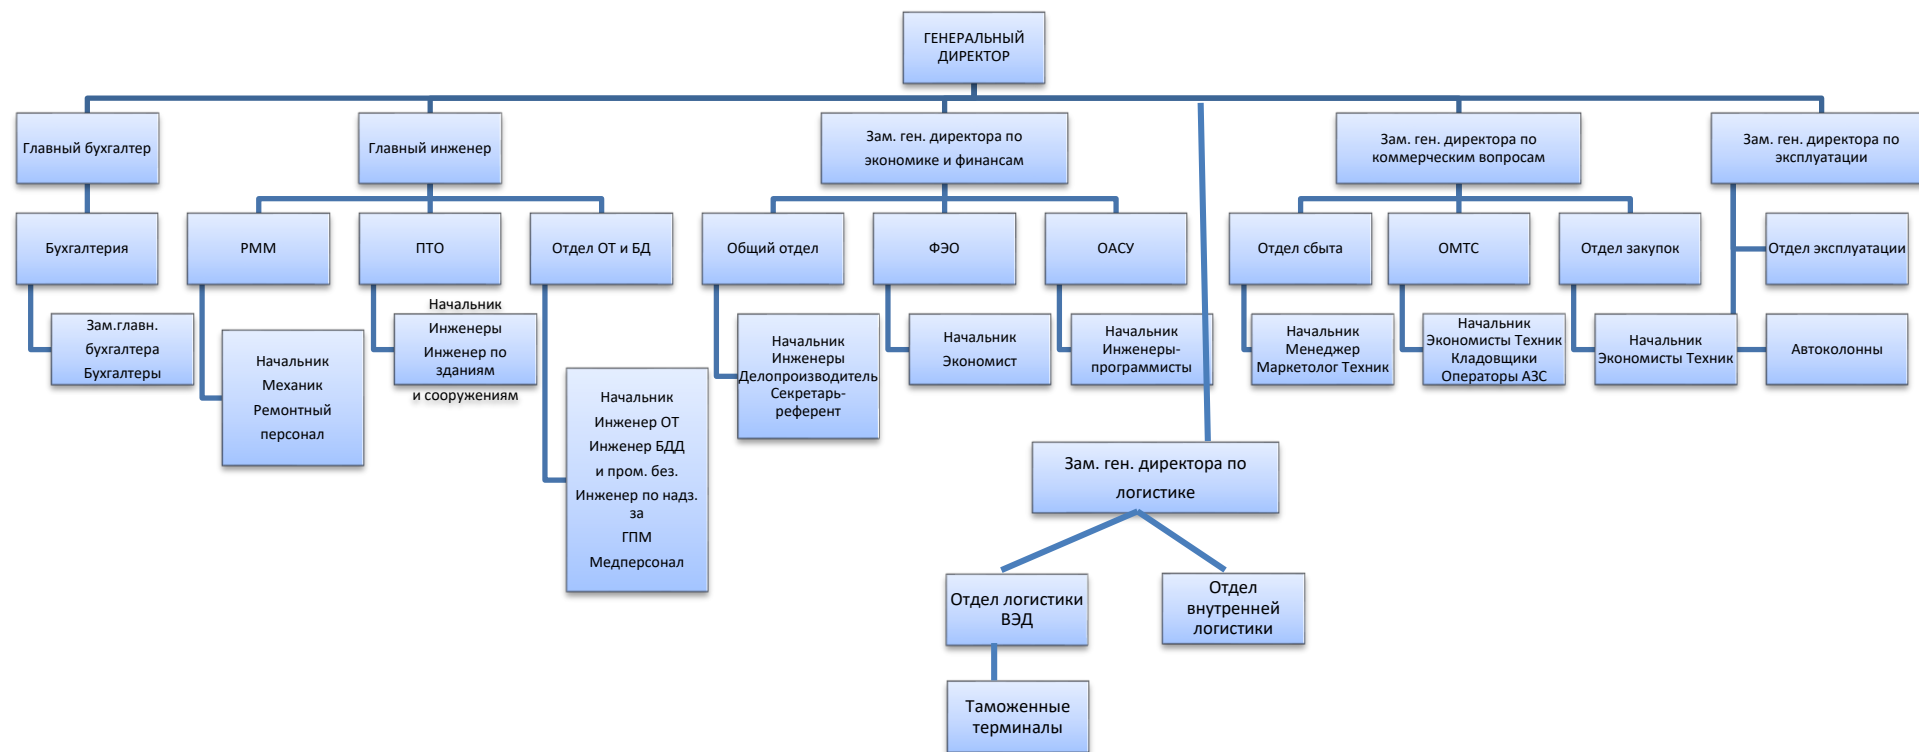 ГЕНЕРАЛЬНЫЙ
ДИРЕКТОР
Главный бухгалтер
Главный инженер
Зам. ген. директора по
экономике и финансам
Зам. ген. директора по
коммерческим вопросам
Зам. ген. директора по
эксплуатации
Бухгалтерия
РММ
ПТО
Отдел ОТ и БД
Общий отдел
ФЭО
ОАСУ
Отдел сбыта
ОМТС
Отдел закупок
Отдел эксплуатации
Зам.главн.
бухгалтера
Бухгалтеры
Начальник
Механик
Ремонтный
персонал
Начальник
Инженеры
Инженер по
зданиям
и сооружениям
Начальник
Инженер ОТ
Инженер БДД
и пром. без.
Инженер по надз.
за
ГПМ
Медперсонал
Начальник
Инженеры
Делопроизводитель
Секретарь-
референт
Начальник
Экономист
Начальник
Инженеры-
программисты
Начальник
Менеджер
Маркетолог Техник
Начальник
Экономисты Техник
Кладовщики
Операторы АЗС
Начальник
Экономисты Техник
Автоколонны
Зам. ген. директора по
логистике
Отдел логистики
ВЭД
Отдел
внутренней
логистики
Таможенные
терминалы